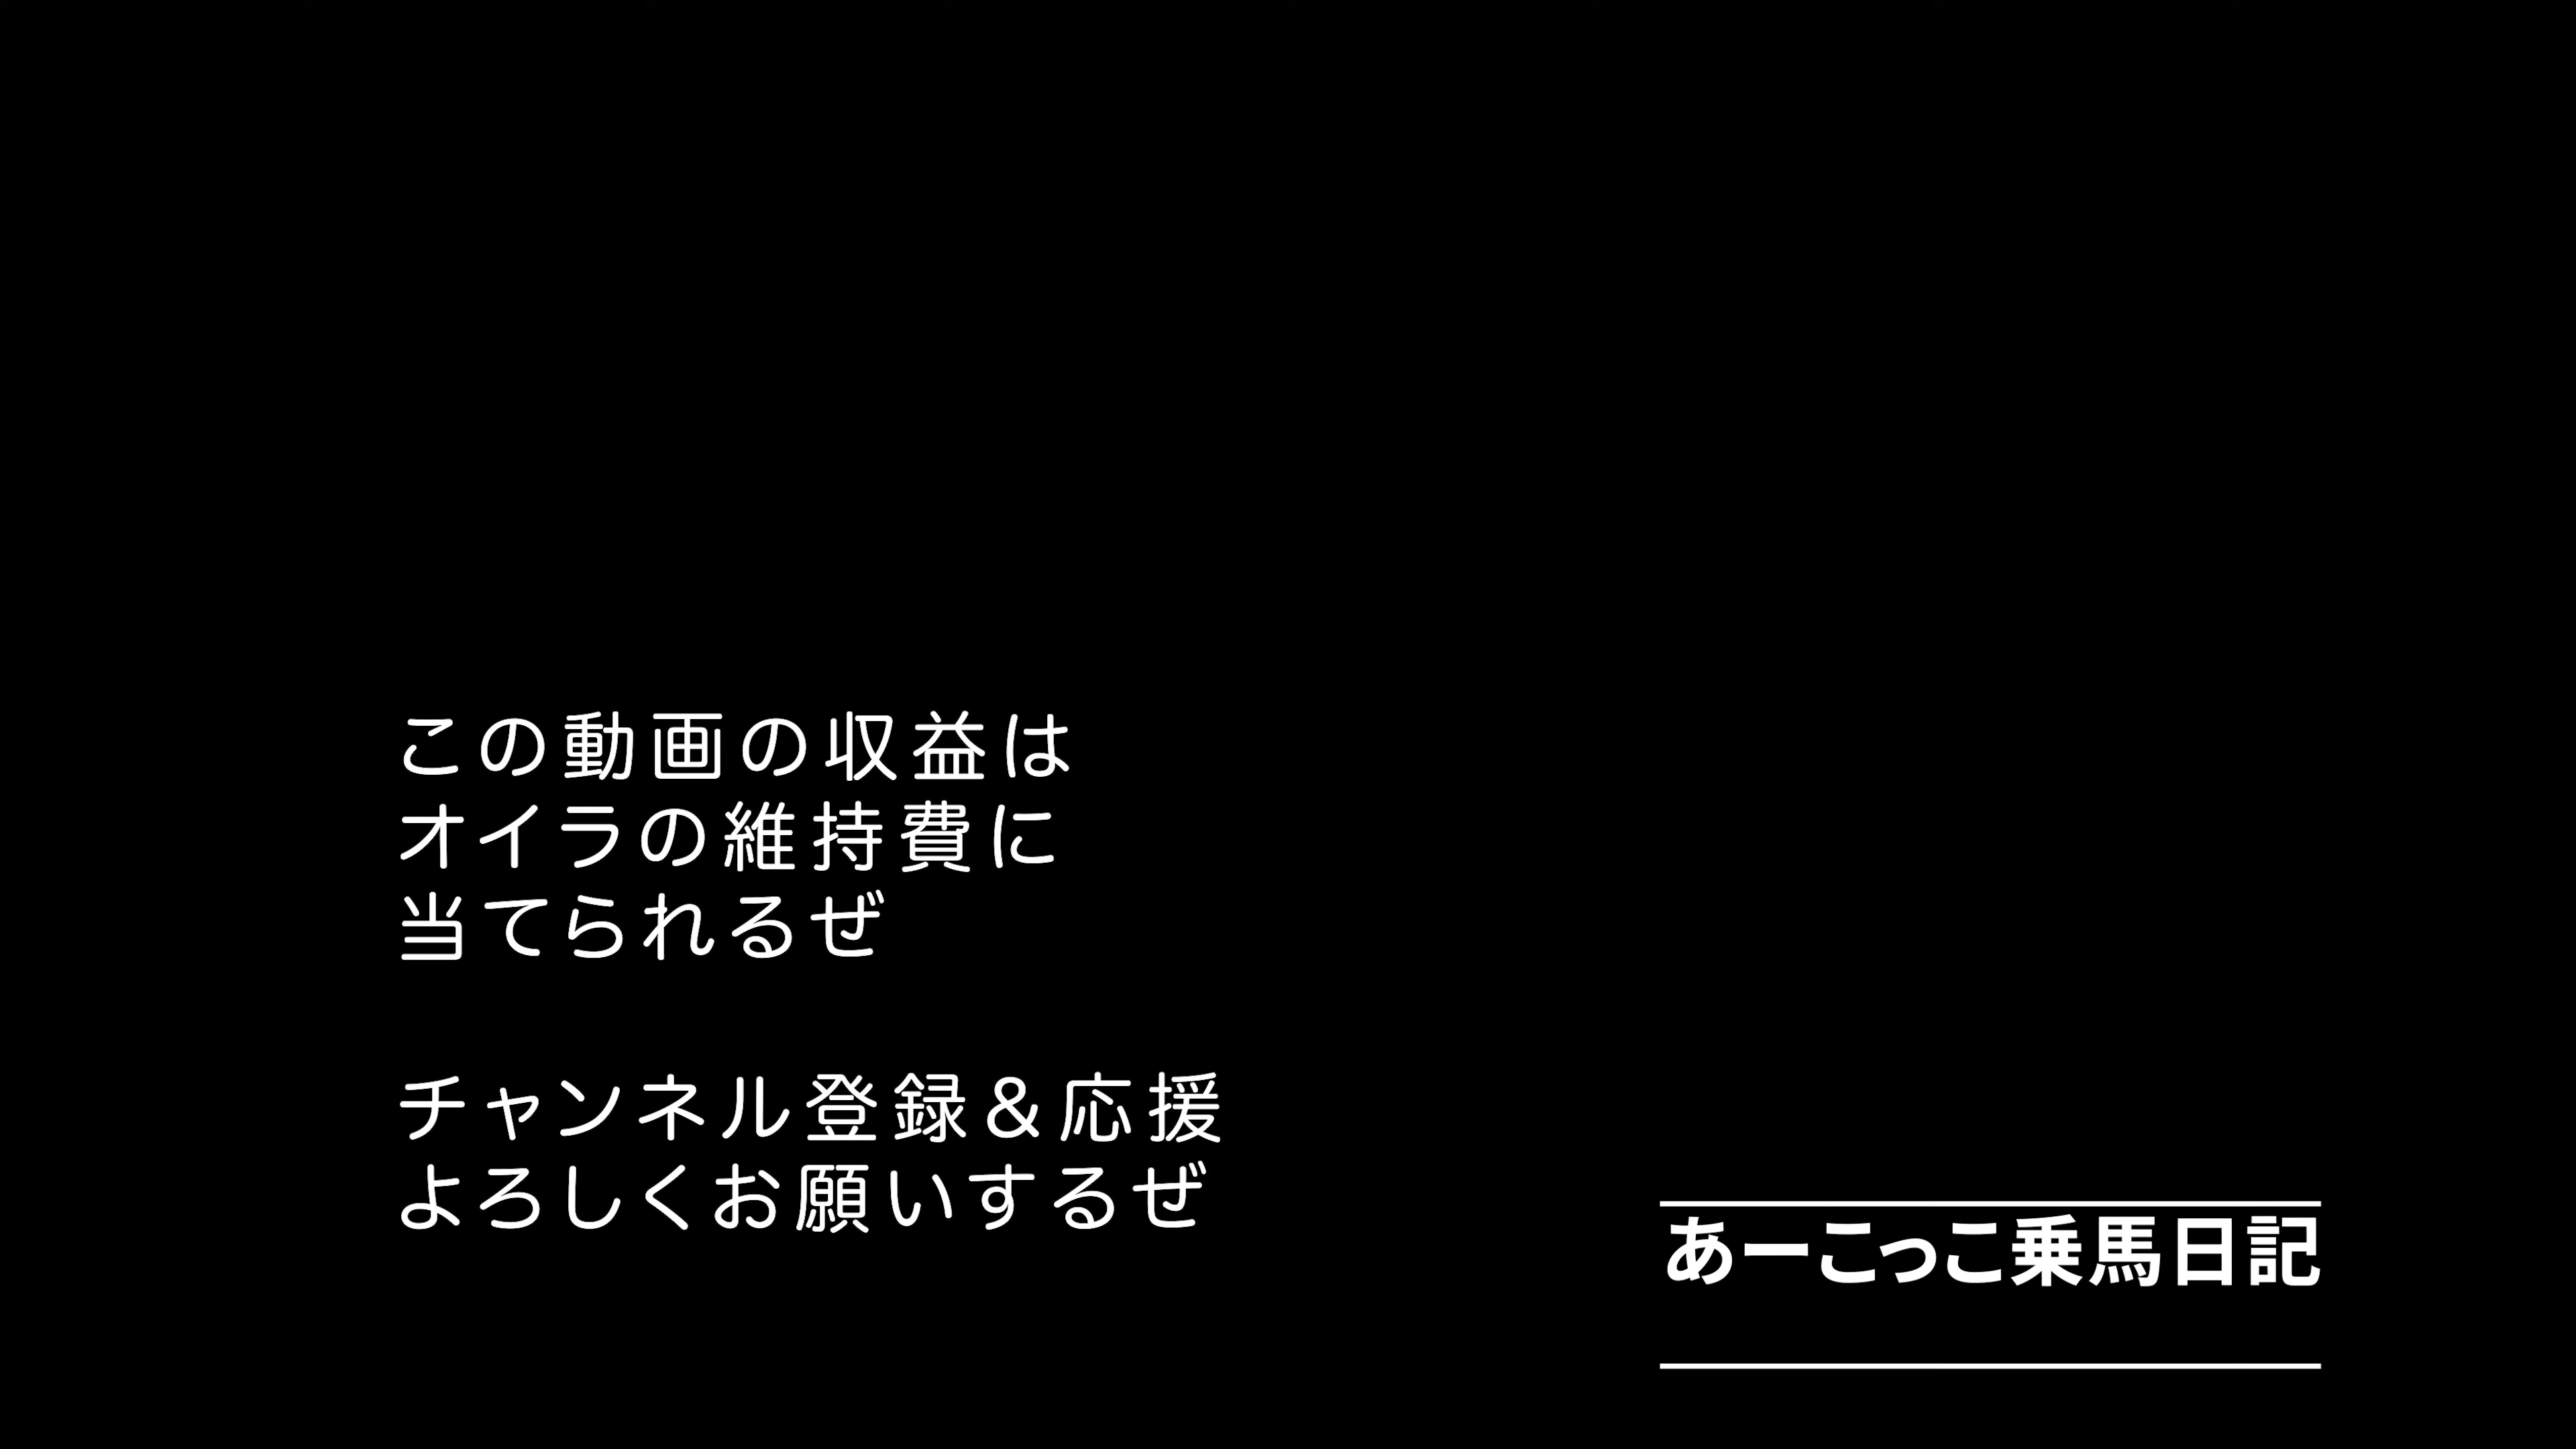 この動画の収益は
オイラの維持費に
当てられるぜ
チャンネル登録＆応援
よろしくお願いするぜ
あーこっこ乗馬日記